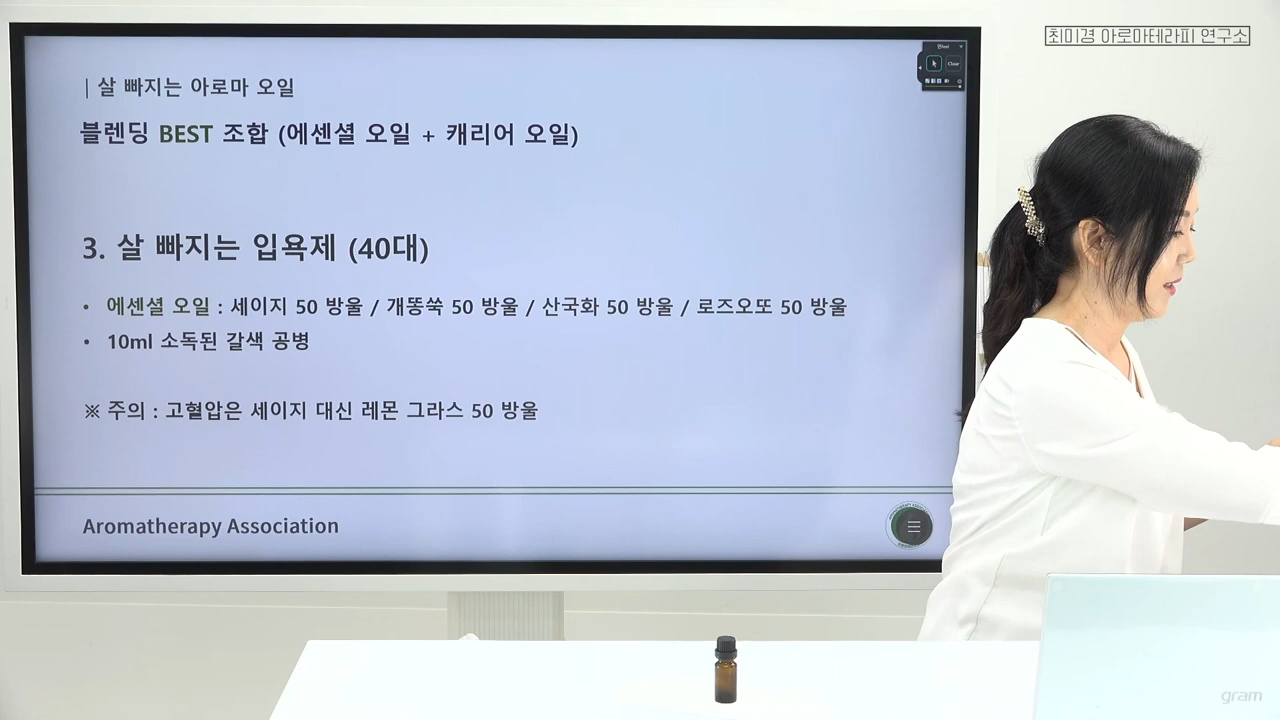 최미경 아로마테라피 연구소
| 살 빠지는 아로마 오일
블렌딩 BEST 조합 (에센셜 오일 + 캐리어 오일)
3. 살 빠지는 입욕제 (40대)
• 에센셜 오일 : 세이지 50 방울 / 개똥쑥 50 방울 / 산국화 50 방울 / 로즈오또 50 방울
• 10ml 소독된 갈색 공병
※ 주의 : 고혈압은 세이지 대신 레몬 그라스 50 방울
Aromatherapy Association
Clear
gram